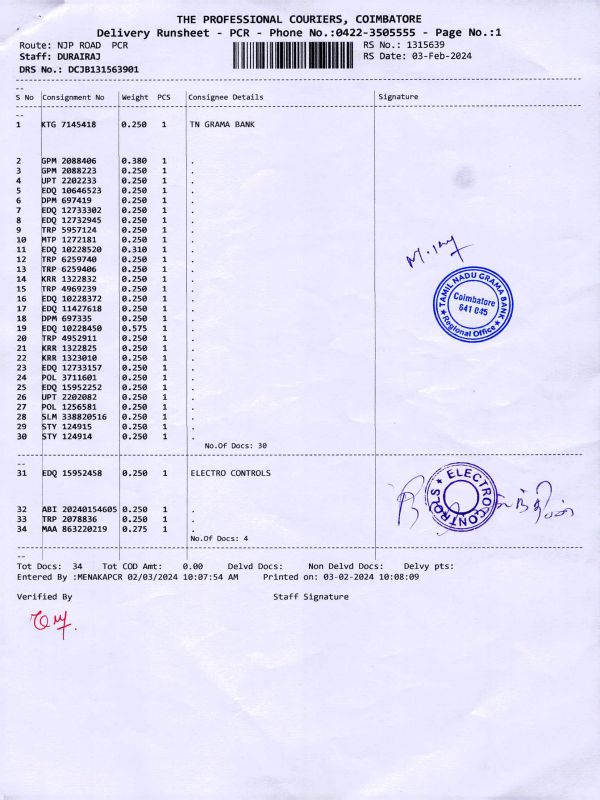 THE PROFESSIONAL COURIERS, COIMBATORE
Delivery Runsheet - PCR - Phone No.:0422-3505555 - Page No.:1
Route: NJP ROAD PCR RS No.: 1315639
Staff: DURAIRAJ RS Date: 03-Feb-2024
DRS No.: DCJB131563901
S No Consignment No Weight PCS Consignee Details Signature
1 KTG 7145418 0.250 1 TN GRAMA BANK
2 GPM 2088406 0.380 1 .
3 GPM 2088223 0.250 1 .
4 UPT 2202233 0.250 1 .
5 EDQ 10646523 0.250 1 .
6 DPM 697419 0.250 1 .
7 EDQ 12733302 0.250 1 .
8 EDQ 12732945 0.250 1 .
9 TRP 5957124 0.250 1 .
10 MTP 1272181 0.250 1 .
11 EDQ 10228520 0.310 1 .
12 TRP 6259740 0.250 1 .
13 TRP 6259406 0.250 1 .
14 KRR 1322832 0.250 1 .
15 TRP 4969239 0.250 1 .
16 EDQ 10228372 0.250 1 .
17 EDQ 11427618 0.250 1 .
18 DPM 697335 0.250 1 .
19 EDQ 10228450 0.575 1 .
20 TRP 4952911 0.250 1 .
21 KRR 1322825 0.250 1 .
22 KRR 1323010 0.250 1 .
23 EDQ 12733157 0.250 1 .
24 POL 3711601 0.250 1 .
25 EDQ 15952252 0.250 1 .
26 UPT 2202082 0.250 1 .
27 POL 1256581 0.250 1 .
28 SLM 338820516 0.250 1 .
29 STY 124915 0.250 1 .
30 STY 124914 0.250 1 .
No.Of Docs: 30
TAMIL NADU GRAMA BANK
Coimbatore
641 045
★ Regional Office ★
31 EDQ 15952458 0.250 1 ELECTRO CONTROLS
32 ABI 20240154605 0.250 1 .
33 TRP 2078836 0.250 1 .
34 MAA 863220219 0.275 1 .
No.Of Docs: 4
★ ELECTRO CONTROLS
Tot Docs: 34 Tot COD Amt: 0.00 Delvd Docs: Non Delvd Docs: Delvy pts:
Entered By :MENAKAPCR 02/03/2024 10:07:54 AM Printed on: 03-02-2024 10:08:09
Verified By Staff Signature